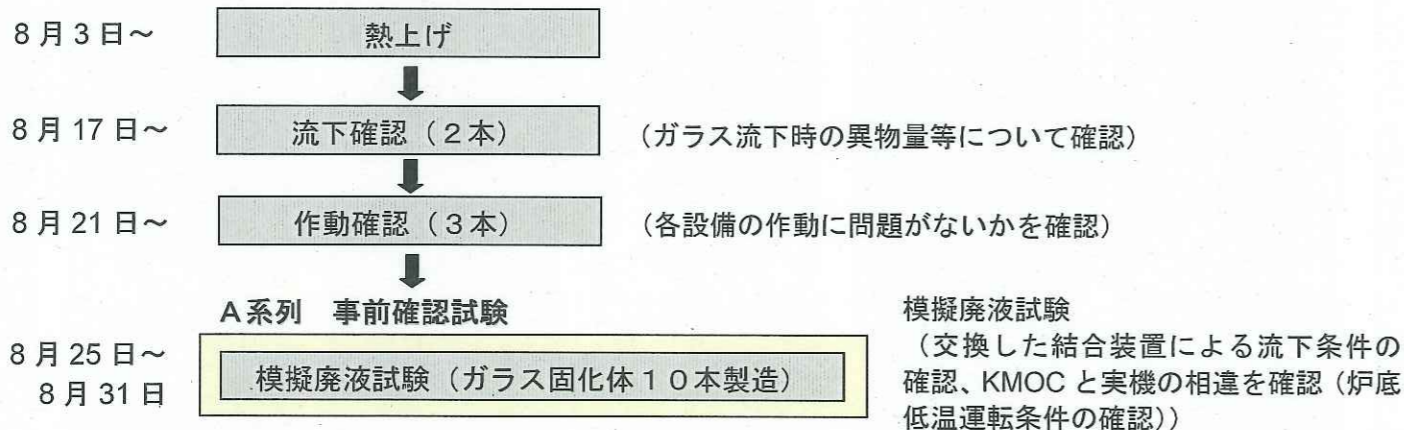 8月3日～ 熱上げ
8月17日～ 流下確認（2本） （ガラス流下時の異物量等について確認）
8月21日～ 作動確認（3本） （各設備の作動に問題がないかを確認）
A系列　事前確認試験
8月25日～
8月31日
模擬廃液試験（ガラス固化体10本製造）
模擬廃液試験
（交換した結合装置による流下条件の
確認、KMOCと実機の相違を確認（炉底
低温運転条件の確認））